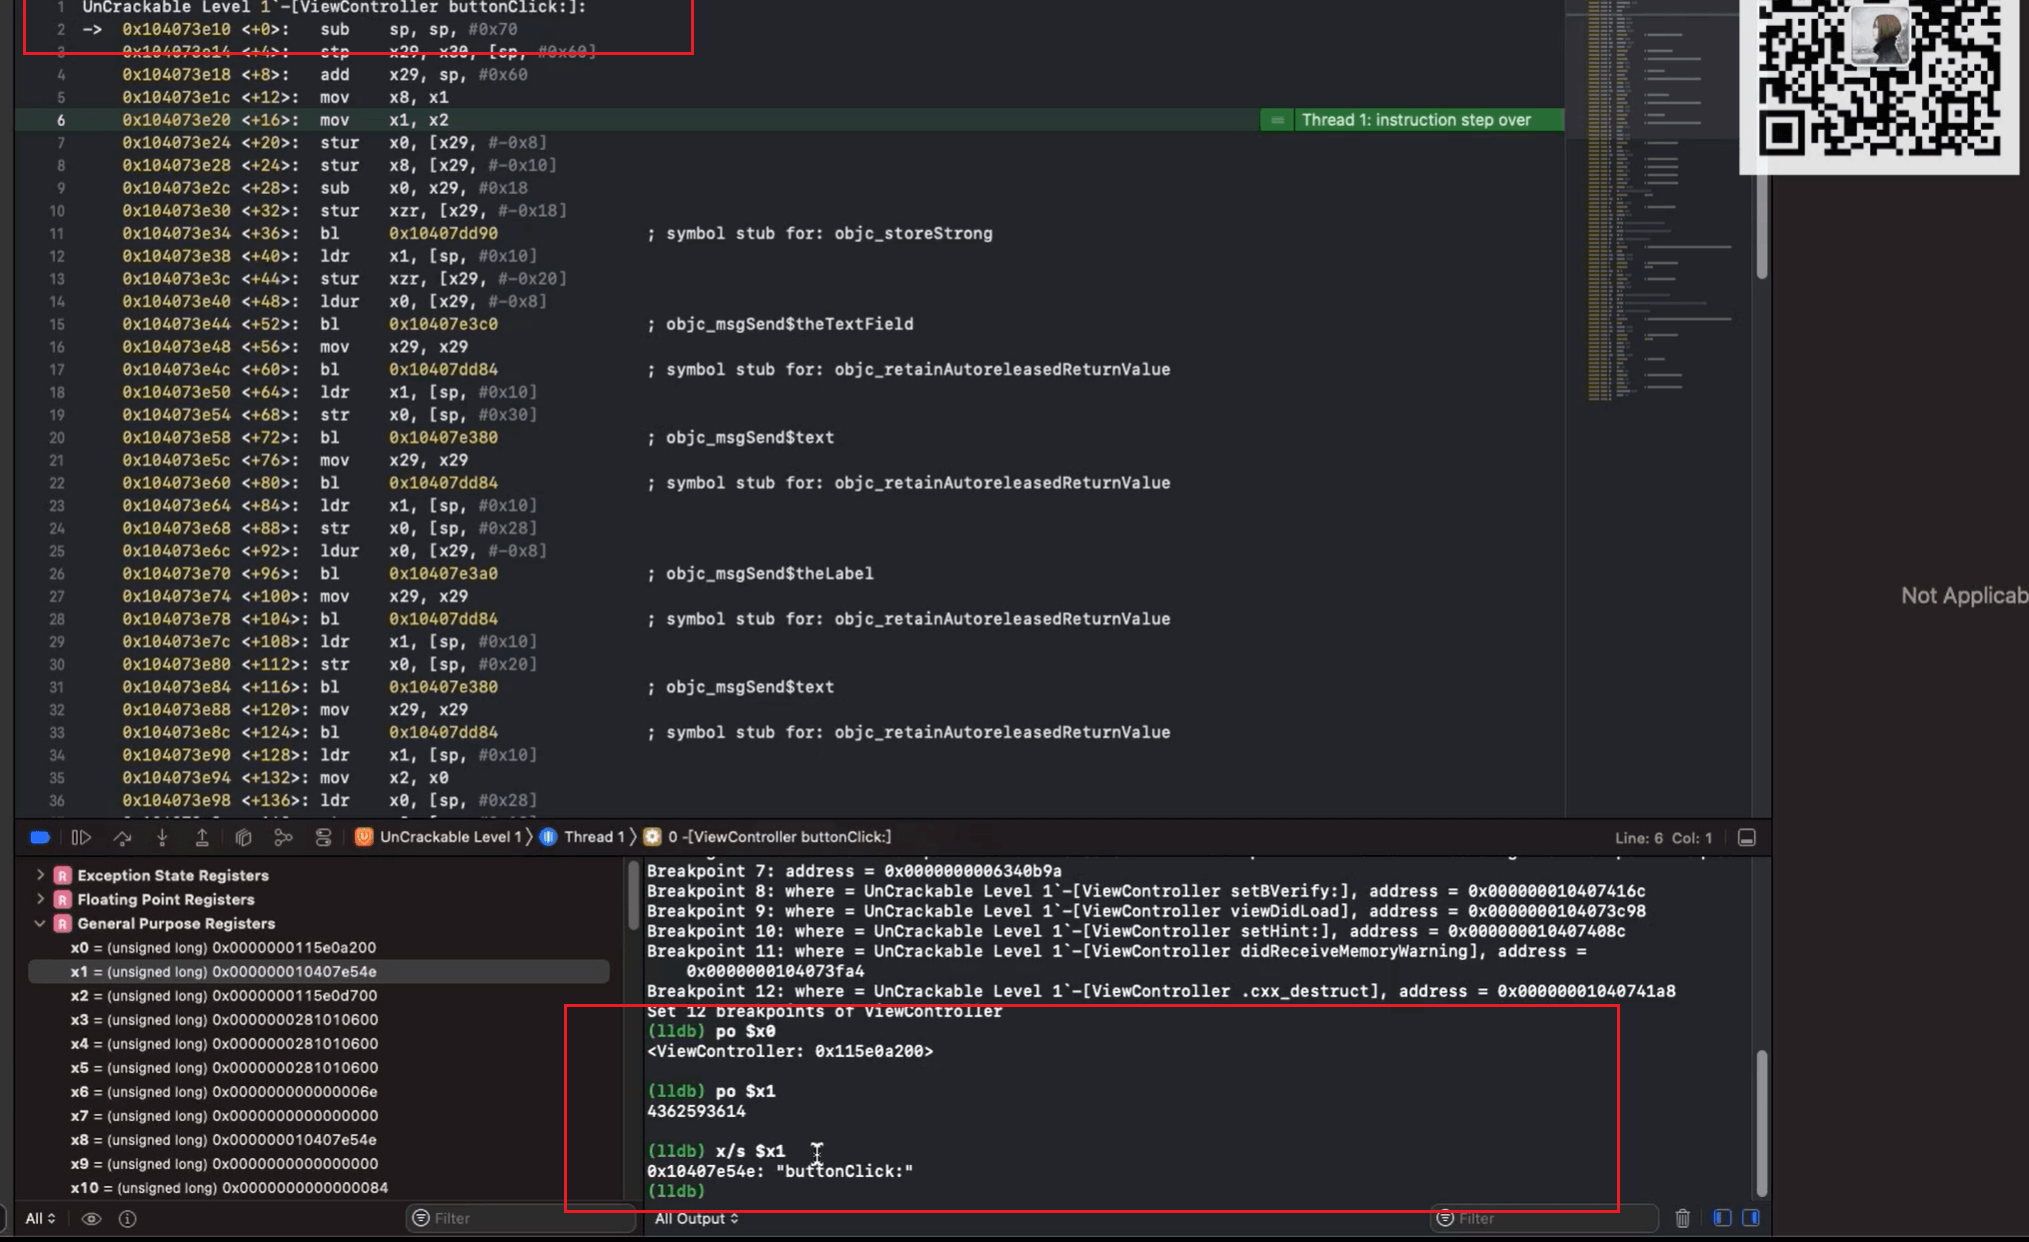 1 UnCrackable Level 1`-[ViewController buttonClick:]:
2 -> 0x104073e10 <+0>: sub sp, sp, #0x70
3 0x104073e14 <+4>: stp x29, x30, [sp, #0x60]
4 0x104073e18 <+8>: add x29, sp, #0x60
5 0x104073e1c <+12>: mov x8, x1
6 0x104073e20 <+16>: mov x1, x2 Thread 1: instruction step over
7 0x104073e24 <+20>: stur x0, [x29, #-0x8]
8 0x104073e28 <+24>: stur x8, [x29, #-0x10]
9 0x104073e2c <+28>: sub x0, x29, #0x18
10 0x104073e30 <+32>: stur xzr, [x29, #-0x18]
11 0x104073e34 <+36>: bl 0x10407dd90 ; symbol stub for: objc_storeStrong
12 0x104073e38 <+40>: ldr x1, [sp, #0x10]
13 0x104073e3c <+44>: stur xzr, [x29, #-0x20]
14 0x104073e40 <+48>: ldur x0, [x29, #-0x8]
15 0x104073e44 <+52>: bl 0x10407e3c0 ; objc_msgSend$theTextField
16 0x104073e48 <+56>: mov x29, x29
17 0x104073e4c <+60>: bl 0x10407dd84 ; symbol stub for: objc_retainAutoreleasedReturnValue
18 0x104073e50 <+64>: ldr x1, [sp, #0x10]
19 0x104073e54 <+68>: str x0, [sp, #0x30]
20 0x104073e58 <+72>: bl 0x10407e380 ; objc_msgSend$text
21 0x104073e5c <+76>: mov x29, x29
22 0x104073e60 <+80>: bl 0x10407dd84 ; symbol stub for: objc_retainAutoreleasedReturnValue
23 0x104073e64 <+84>: ldr x1, [sp, #0x10]
24 0x104073e68 <+88>: str x0, [sp, #0x28]
25 0x104073e6c <+92>: ldur x0, [x29, #-0x8]
26 0x104073e70 <+96>: bl 0x10407e3a0 ; objc_msgSend$theLabel
27 0x104073e74 <+100>: mov x29, x29
28 0x104073e78 <+104>: bl 0x10407dd84 ; symbol stub for: objc_retainAutoreleasedReturnValue
29 0x104073e7c <+108>: ldr x1, [sp, #0x10]
30 0x104073e80 <+112>: str x0, [sp, #0x20]
31 0x104073e84 <+116>: bl 0x10407e380 ; objc_msgSend$text
32 0x104073e88 <+120>: mov x29, x29
33 0x104073e8c <+124>: bl 0x10407dd84 ; symbol stub for: objc_retainAutoreleasedReturnValue
34 0x104073e90 <+128>: ldr x1, [sp, #0x10]
35 0x104073e94 <+132>: mov x2, x0
36 0x104073e98 <+136>: ldr x0, [sp, #0x28]
Not Applicab
UnCrackable Level 1 Thread 1 0 -[ViewController buttonClick:] Line: 6 Col: 1
R Exception State Registers
R Floating Point Registers
R General Purpose Registers
x0 = (unsigned long) 0x0000000115e0a200
x1 = (unsigned long) 0x000000010407e54e
x2 = (unsigned long) 0x0000000115e0d700
x3 = (unsigned long) 0x0000000281010600
x4 = (unsigned long) 0x0000000281010600
x5 = (unsigned long) 0x0000000281010600
x6 = (unsigned long) 0x000000000000006e
x7 = (unsigned long) 0x0000000000000000
x8 = (unsigned long) 0x000000010407e54e
x9 = (unsigned long) 0x0000000000000000
x10 = (unsigned long) 0x0000000000000084
All Filter
Breakpoint 7: address = 0x0000000006340b9a
Breakpoint 8: where = UnCrackable Level 1`-[ViewController setBVerify:], address = 0x000000010407416c
Breakpoint 9: where = UnCrackable Level 1`-[ViewController viewDidLoad], address = 0x0000000104073c98
Breakpoint 10: where = UnCrackable Level 1`-[ViewController setHint:], address = 0x000000010407408c
Breakpoint 11: where = UnCrackable Level 1`-[ViewController didReceiveMemoryWarning], address =
0x0000000104073fa4
Breakpoint 12: where = UnCrackable Level 1`-[ViewController .cxx_destruct], address = 0x00000001040741a8
Set 12 breakpoints of ViewController
(lldb) po $x0
<ViewController: 0x115e0a200>
(lldb) po $x1
4362593614
(lldb) x/s $x1
0x10407e54e: "buttonClick:"
(lldb)
All Output Filter